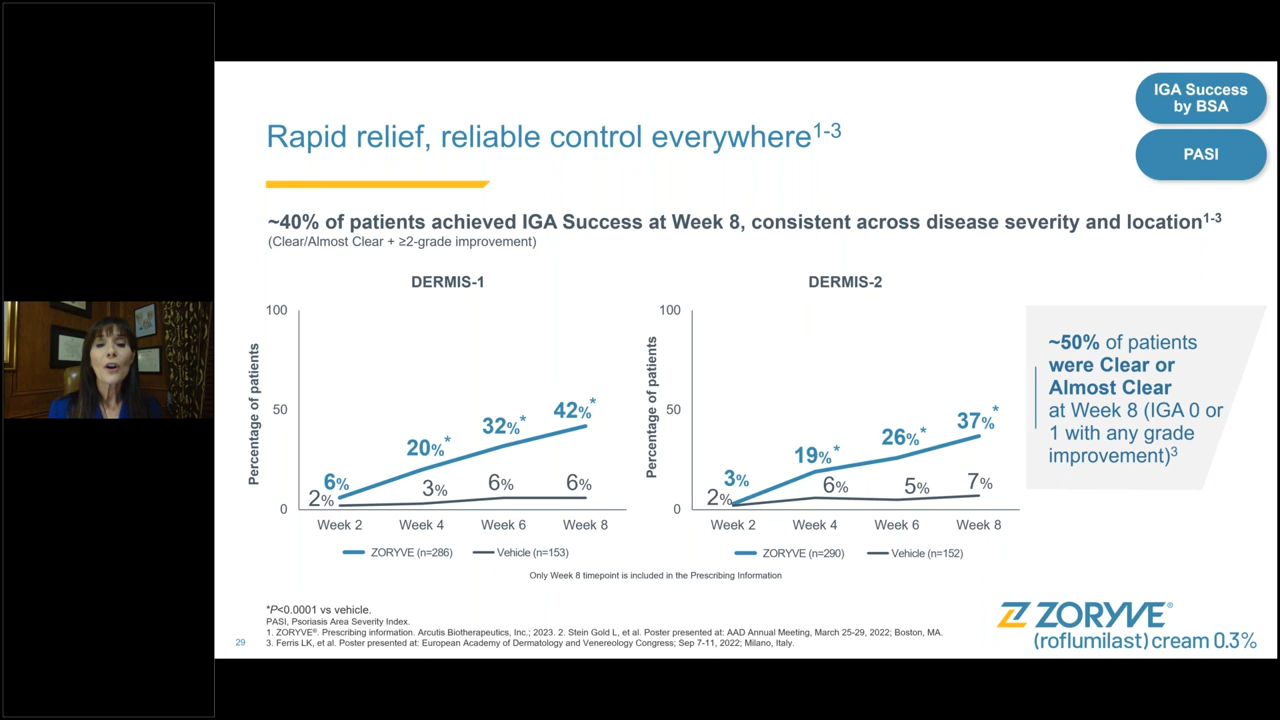 IGA Success
by BSA
PASI
Rapid relief, reliable control everywhere1-3
~40% of patients achieved IGA Success at Week 8, consistent across disease severity and location1-3
(Clear/Almost Clear + ≥2-grade improvement)
DERMIS-1
Percentage of patients
100
50
0
6%
20%*
32%*
42%*
2%
3%
6%
6%
Week 2
Week 4
Week 6
Week 8
ZORYVE (n=286)
Vehicle (n=153)
DERMIS-2
Percentage of patients
100
50
0
3%
19%*
26%*
37%*
2%
6%
5%
7%
Week 2
Week 4
Week 6
Week 8
ZORYVE (n=290)
Vehicle (n=152)
~50% of patients
were Clear or
Almost Clear
at Week 8 (IGA 0 or
1 with any grade
improvement)3
Only Week 8 timepoint is included in the Prescribing Information
*P<0.0001 vs vehicle.
PASI, Psoriasis Area Severity Index.
1. ZORYVE®. Prescribing information. Arcutis Biotherapeutics, Inc.; 2023. 2. Stein Gold L, et al. Poster presented at: AAD Annual Meeting, March 25-29, 2022; Boston, MA.
3. Ferris LK, et al. Poster presented at: European Academy of Dermatology and Venereology Congress; Sep 7-11, 2022; Milano, Italy.
29
ZORYVE®
(roflumilast) cream 0.3%